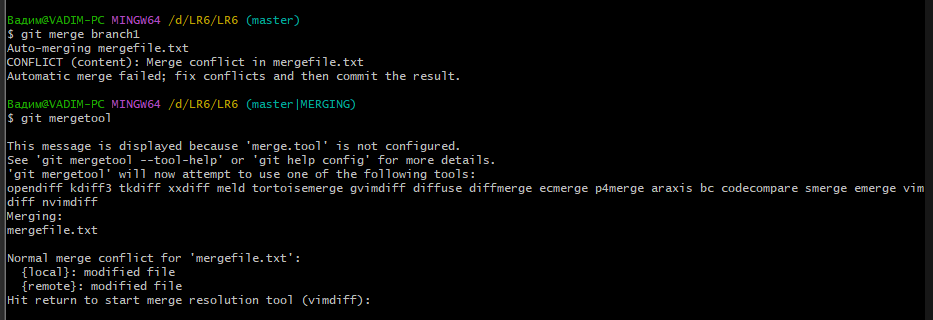 Вадим@VADIM-PC MINGW64 /d/LR6/LR6 (master)
$ git merge branch1
Auto-merging mergefile.txt
CONFLICT (content): Merge conflict in mergefile.txt
Automatic merge failed; fix conflicts and then commit the result.
Вадим@VADIM-PC MINGW64 /d/LR6/LR6 (master|MERGING)
$ git mergetool
This message is displayed because 'merge.tool' is not configured.
See 'git mergetool --tool-help' or 'git help config' for more details.
'git mergetool' will now attempt to use one of the following tools:
opendiff kdiff3 tkdiff xxdiff meld tortoisemerge gvimdiff diffuse diffmerge ecmerge p4merge araxis bc codecompare smerge emerge vim
diff nvimdiff
Merging:
mergefile.txt
Normal merge conflict for 'mergefile.txt':
  {local}: modified file
  {remote}: modified file
Hit return to start merge resolution tool (vimdiff):